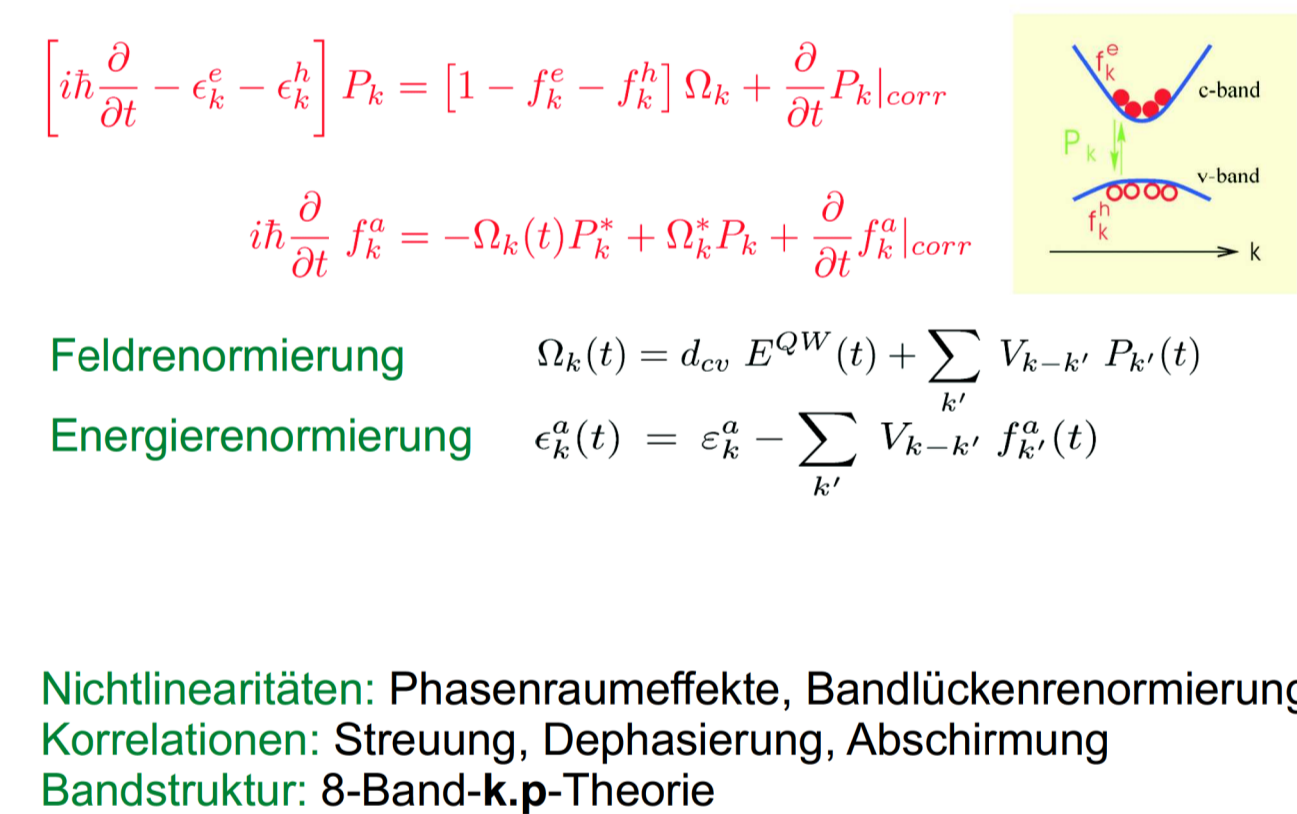 [iħ ∂/∂t − ϵ_k^e − ϵ_k^h] P_k = [1 − f_k^e − f_k^h] Ω_k + ∂/∂t P_k|_corr
iħ ∂/∂t f_k^a = −Ω_k(t)P_k^* + Ω_k^* P_k + ∂/∂t f_k^a|_corr
f_k^e
c-band
P_k
v-band
f_k^h
k
Feldrenormierung Ω_k(t) = d_cv E^QW(t) + ∑_k′ V_k−k′ P_k′(t)
Energierenormierung ϵ_k^a(t) = ε_k^a − ∑_k′ V_k−k′ f_k′^a(t)
Nichtlinearitäten: Phasenraumeffekte, Bandlückenrenormierung
Korrelationen: Streuung, Dephasierung, Abschirmung
Bandstruktur: 8-Band-k.p-Theorie